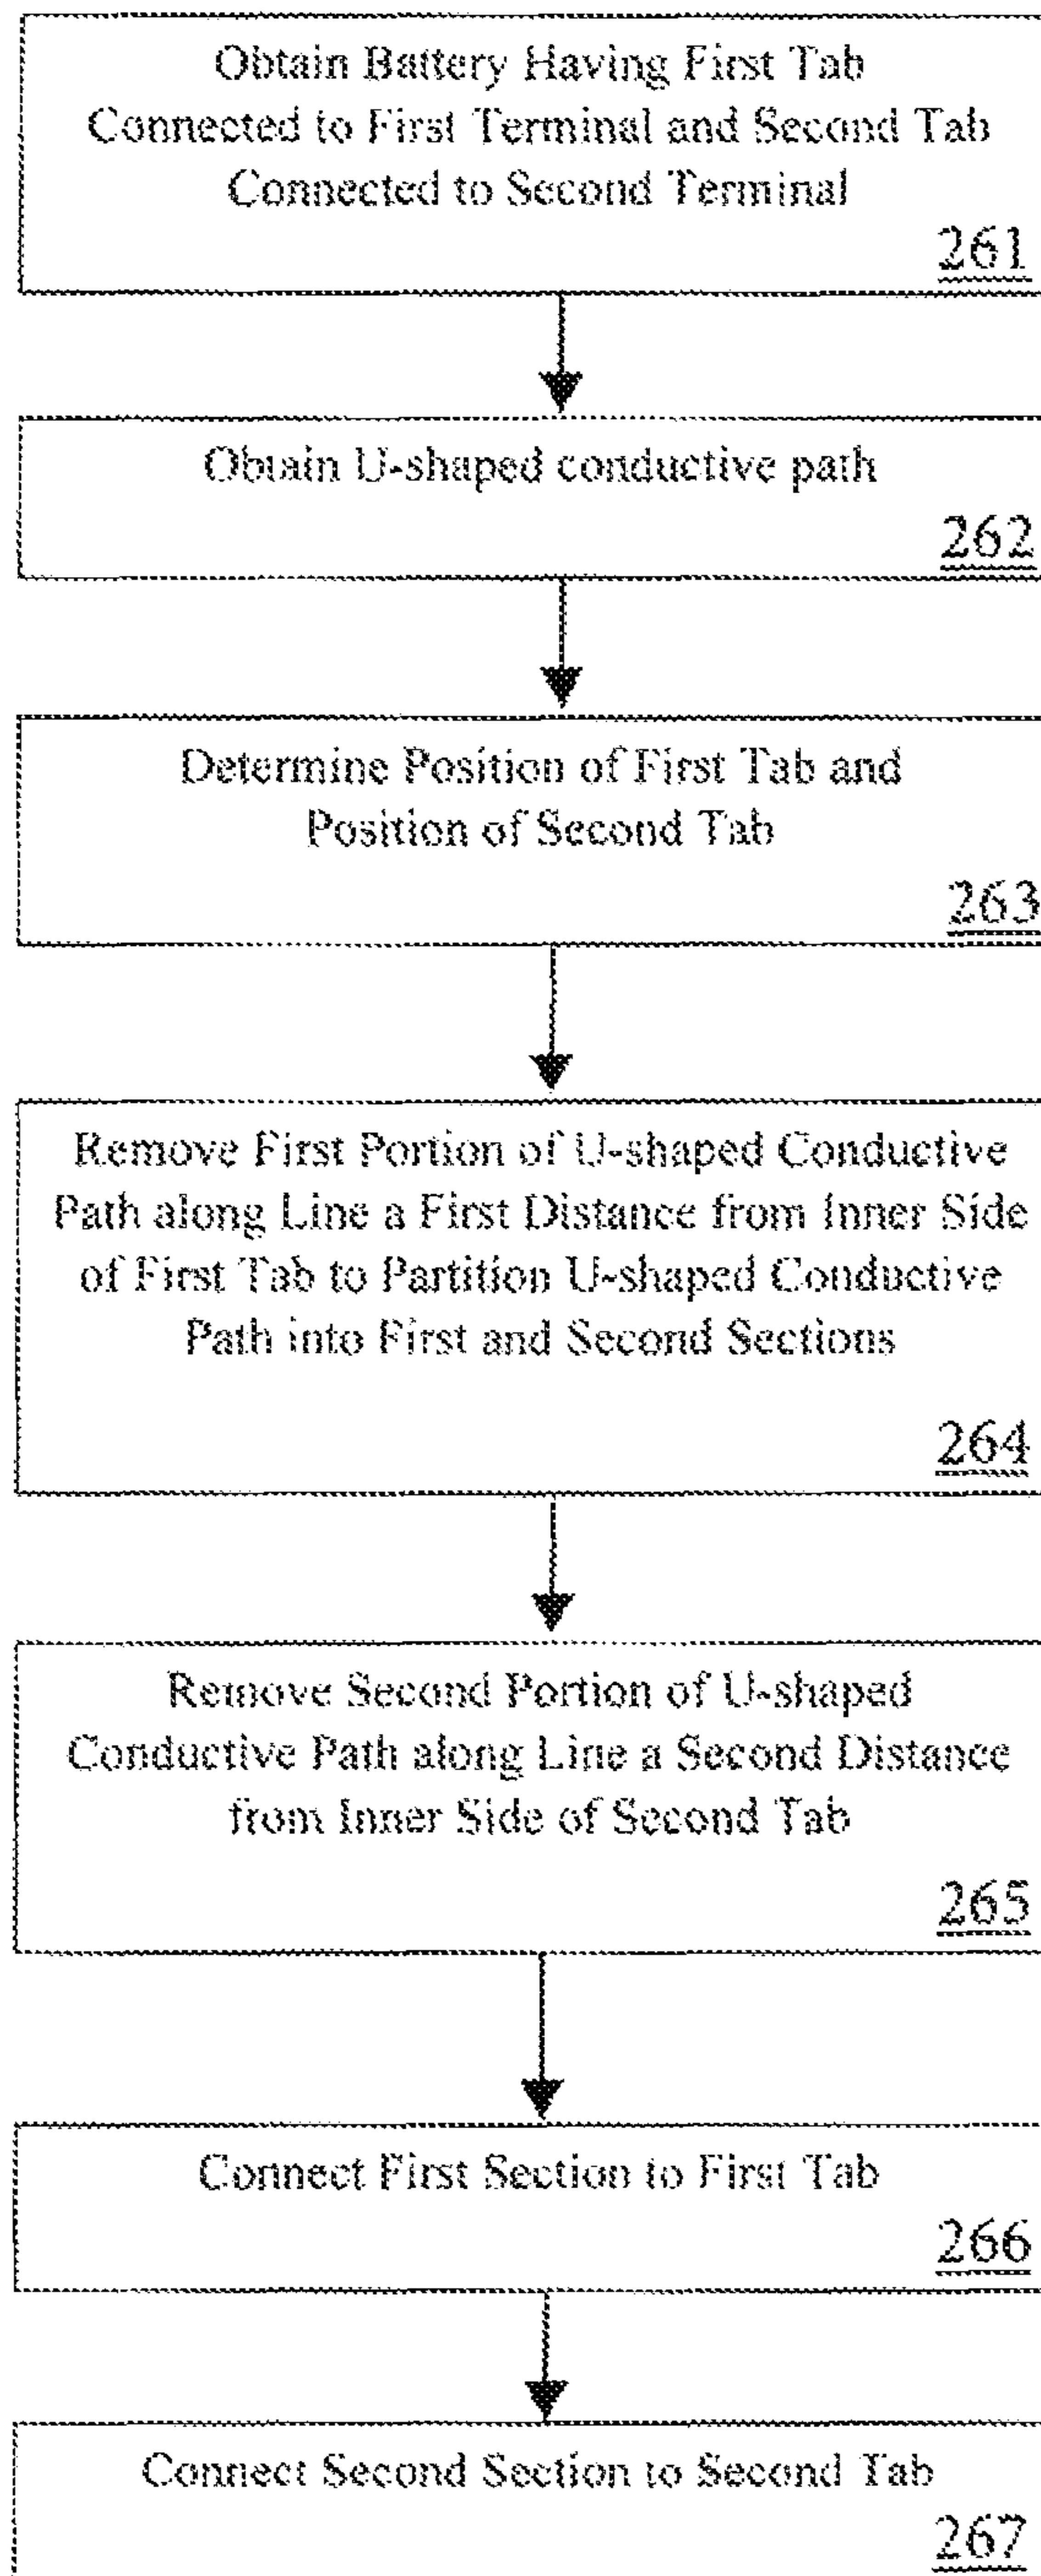 Obtain Battery Having First Tab
Connected to First Terminal and Second Tab
Connected to Second Terminal
261
Obtain U-shaped conductive path
262
Determine Position of First Tab and
Position of Second Tab
263
Remove First Portion of U-shaped Conductive
Path along Line a First Distance from Inner Side
of First Tab to Partition U-shaped Conductive
Path into First and Second Sections
264
Remove Second Portion of U-shaped
Conductive Path along Line a Second Distance
from Inner Side of Second Tab
265
Connect First Section to First Tab
266
Connect Second Section to Second Tab
267